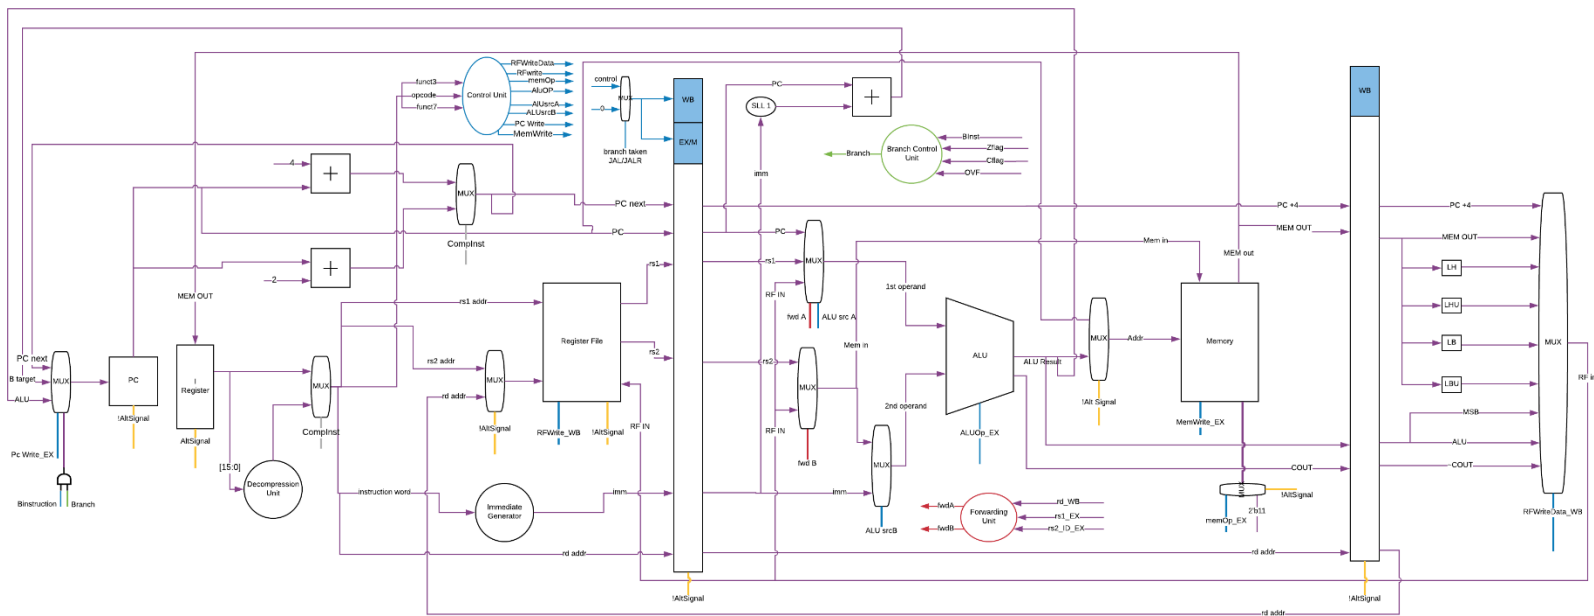 RFWriteData
RFwrite
memOp
AluOP
AlUsrcA
ALUsrcB
PC Write
MemWrite
funct3
opcode
funct7
Control Unit
control
0
MUX
branch taken
JAL/JALR
WB
EX/M
PC
SLL 1
+
imm
Branch
Branch Control
Unit
BInst
Zflag
Cflag
OVF
WB
4
+
MUX
CompInst
PC next
PC
2
+
MEM OUT
PC
rs1
MUX
RF IN
fwd A
ALU src A
1st operand
Mem in
PC +4
MEM OUT
MEM out
PC +4
MEM OUT
LH
LHU
LB
LBU
MSB
ALU
COUT
MUX
RF in
RFWriteData_WB
PC next
B target
ALU
MUX
Pc Write_EX
Binstruction
Branch
PC
!AltSignal
I
Register
AltSignal
[15:0]
Decompression
Unit
MUX
CompInst
rs1 addr
rs2 addr
rd addr
MUX
!AltSignal
Register File
rs1
rs2
RFWrite_WB
!AltSignal
RF IN
instruction word
Immediate
Generator
imm
rd addr
!AltSignal
rs2
MUX
RF IN
fwd B
Mem in
2nd operand
MUX
imm
ALU srcB
ALU
ALUOp_EX
ALU Result
MUX
!Alt Signal
Addr
Memory
MemWrite_EX
MUX
!AltSignal
memOp_EX
2'b11
COUT
fwdA
fwdB
Forwarding
Unit
rd_WB
rs1_EX
rs2_ID_EX
rd addr
!AltSignal
rd addr